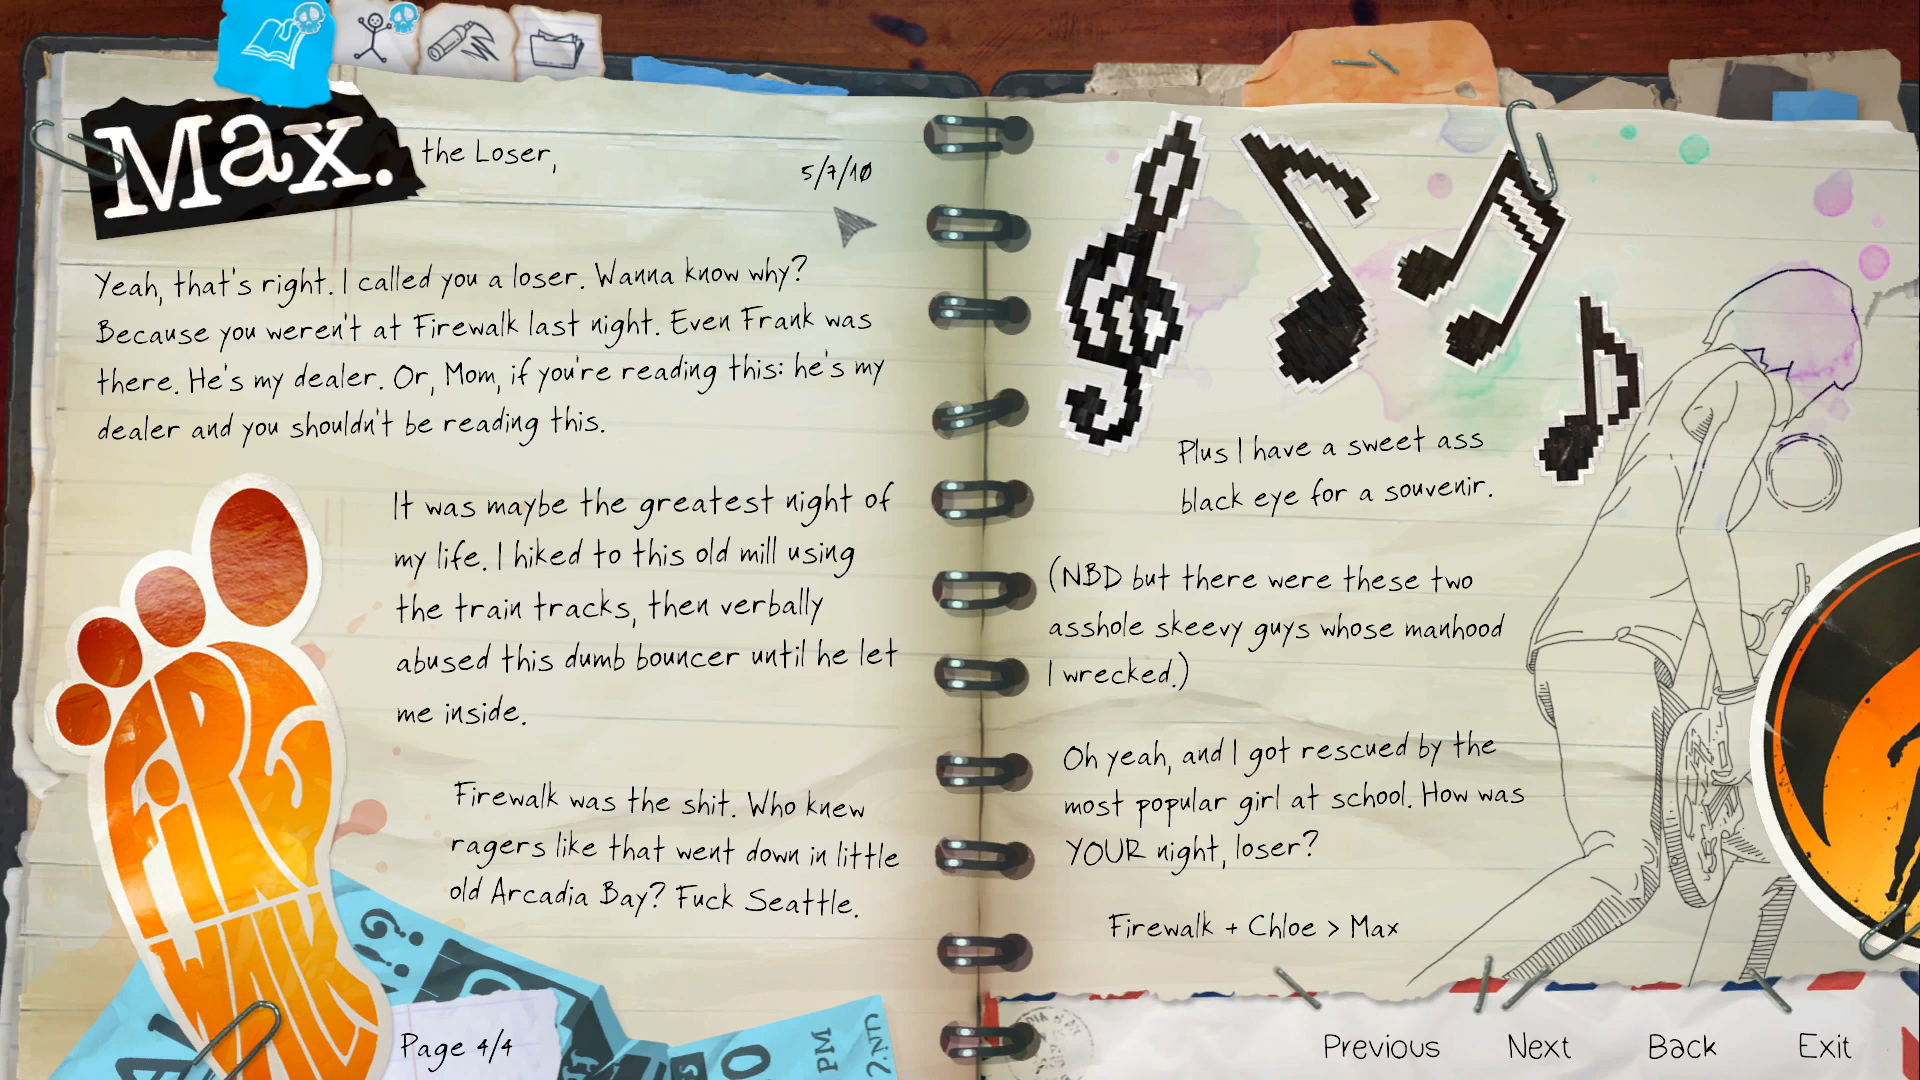 Max.
the Loser,
5/7/10
Yeah, that's right. I called you a loser. Wanna know why?
Because you weren't at Firewalk last night. Even Frank was
there. He's my dealer. Or, Mom, if you're reading this: he's my
dealer and you shouldn't be reading this.
It was maybe the greatest night of
my life. I hiked to this old mill using
the train tracks, then verbally
abused this dumb bouncer until he let
me inside.
Firewalk was the shit. Who knew
ragers like that went down in little
old Arcadia Bay? Fuck Seattle.
FIRE
WALK
PM
Page 4/4
Plus I have a sweet ass
black eye for a souvenir.
(NBD but there were these two
asshole skeevy guys whose manhood
I wrecked.)
Oh yeah, and I got rescued by the
most popular girl at school. How was
YOUR night, loser?
Firewalk + Chloe > Max
Previous Next Back Exit